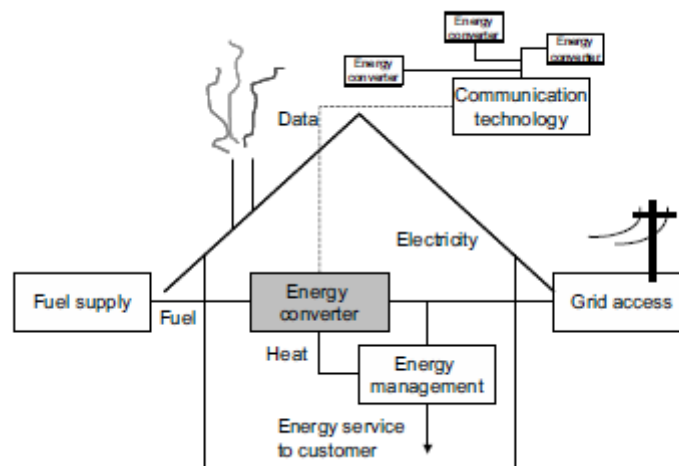 Energy
converter
Energy
converter
Energy
converter
Communication
technology
Data
Electricity
Fuel supply
Fuel
Energy
converter
Grid access
Heat
Energy
management
Energy service
to customer